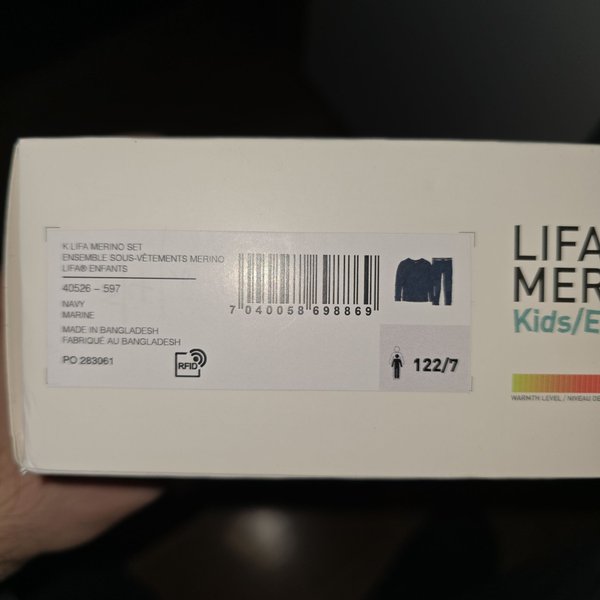 K LIFA MERINO SET
ENSEMBLE SOUS-VÊTEMENTS MERINO
LIFA® ENFANTS
40526 – 597
NAVY
MARINE
MADE IN BANGLADESH
FABRIQUÉ AU BANGLADESH
PO 283961
RFID
7 040058 698869
122/7
LIFA
MER
Kids/E
WARMTH LEVEL / NIVEAU DE